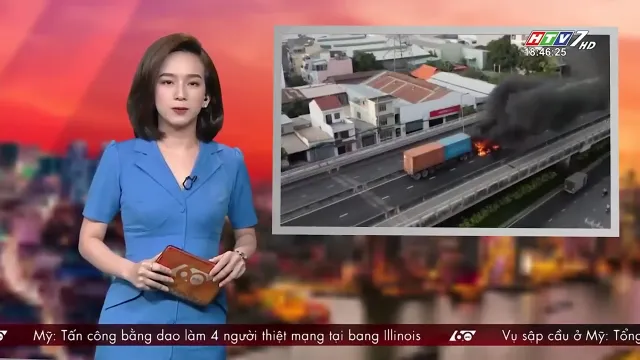 HTV7 HD
18:46:25
Mỹ: Tấn công bằng dao làm 4 người thiệt mạng tại bang Illinois 60 Vụ sập cầu ở Mỹ: Tổng